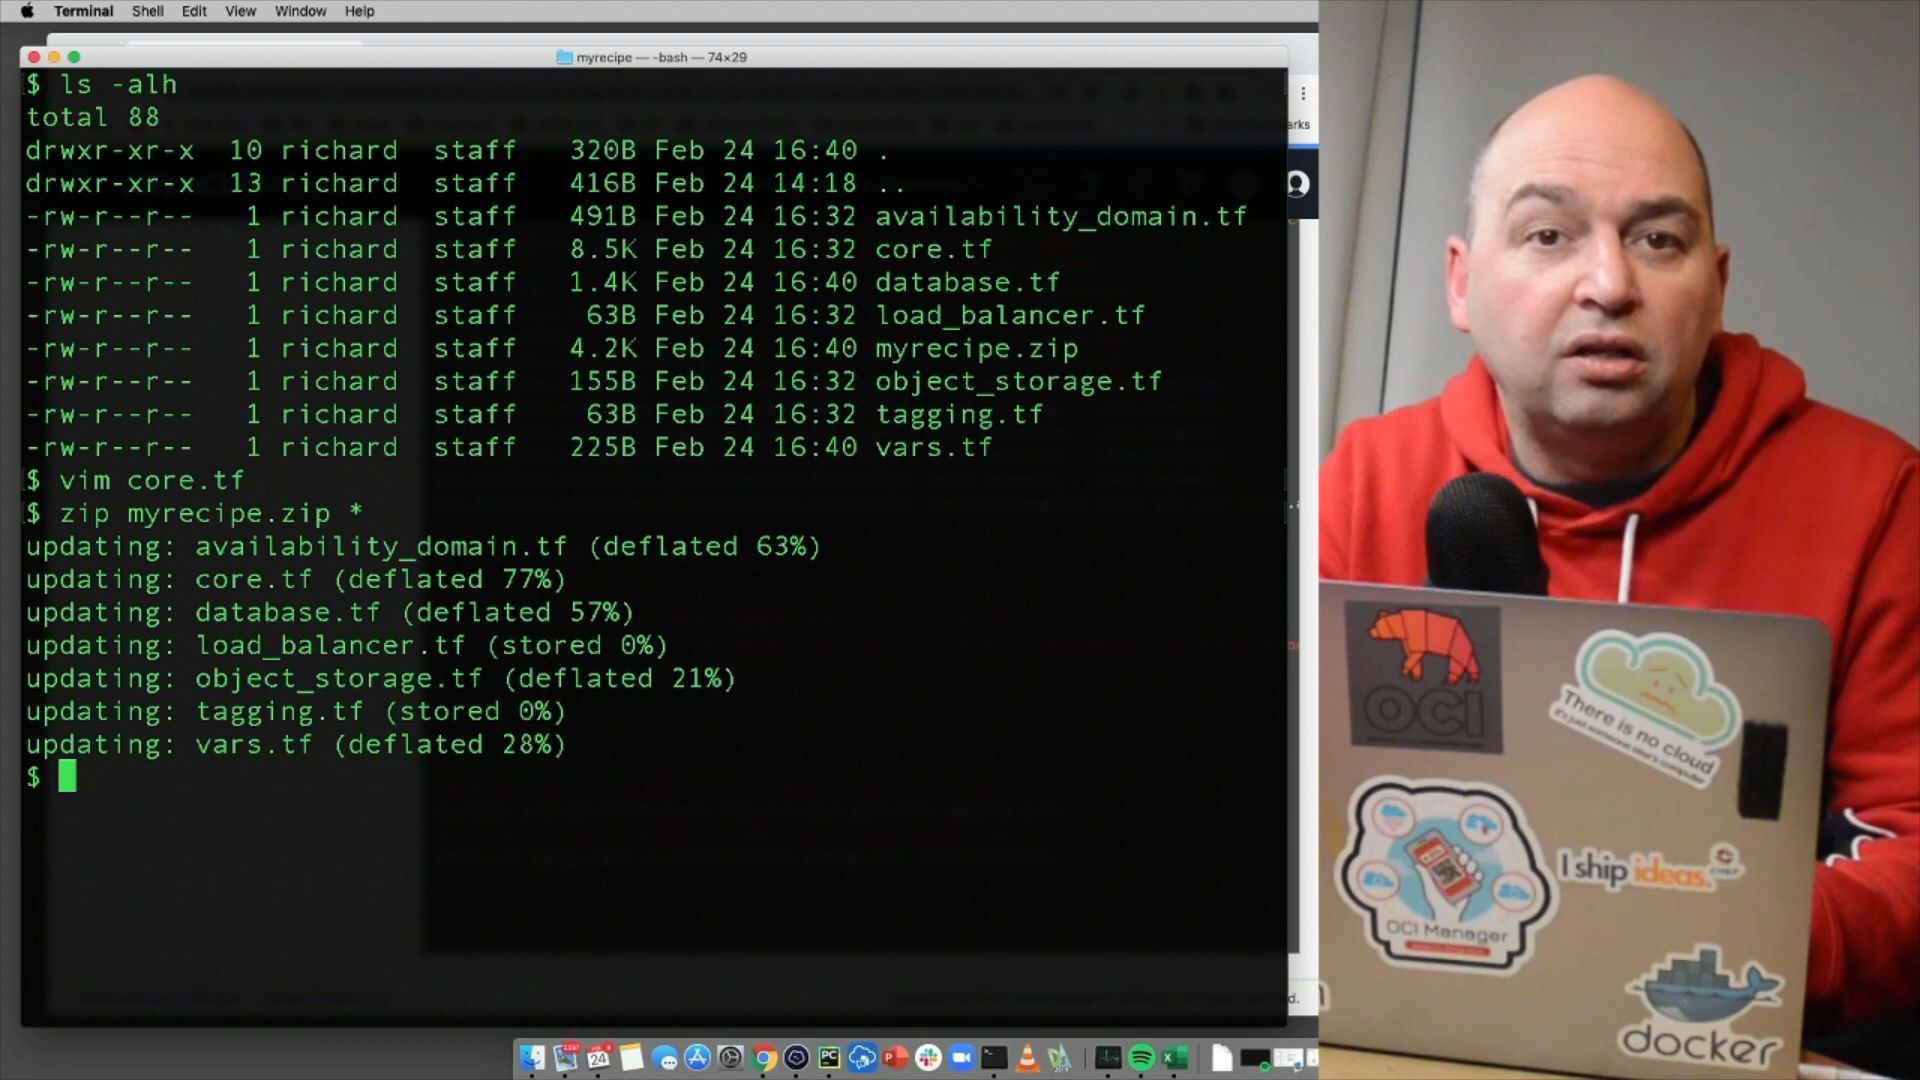 Terminal Shell Edit View Window Help
myrecipe — -bash — 74×29
$ ls -alh
total 88
drwxr-xr-x 10 richard staff 320B Feb 24 16:40 .
drwxr-xr-x 13 richard staff 416B Feb 24 14:18 ..
-rw-r--r-- 1 richard staff 491B Feb 24 16:32 availability_domain.tf
-rw-r--r-- 1 richard staff 8.5K Feb 24 16:32 core.tf
-rw-r--r-- 1 richard staff 1.4K Feb 24 16:40 database.tf
-rw-r--r-- 1 richard staff 63B Feb 24 16:32 load_balancer.tf
-rw-r--r-- 1 richard staff 4.2K Feb 24 16:40 myrecipe.zip
-rw-r--r-- 1 richard staff 155B Feb 24 16:32 object_storage.tf
-rw-r--r-- 1 richard staff 63B Feb 24 16:32 tagging.tf
-rw-r--r-- 1 richard staff 225B Feb 24 16:40 vars.tf
$ vim core.tf
$ zip myrecipe.zip *
updating: availability_domain.tf (deflated 63%)
updating: core.tf (deflated 77%)
updating: database.tf (deflated 57%)
updating: load_balancer.tf (stored 0%)
updating: object_storage.tf (deflated 21%)
updating: tagging.tf (stored 0%)
updating: vars.tf (deflated 28%)
$
arks
OCI
There is no cloud
it's just someone else's computer
I ship ideas.
CHEF
OCI Manager
docker
24
PC